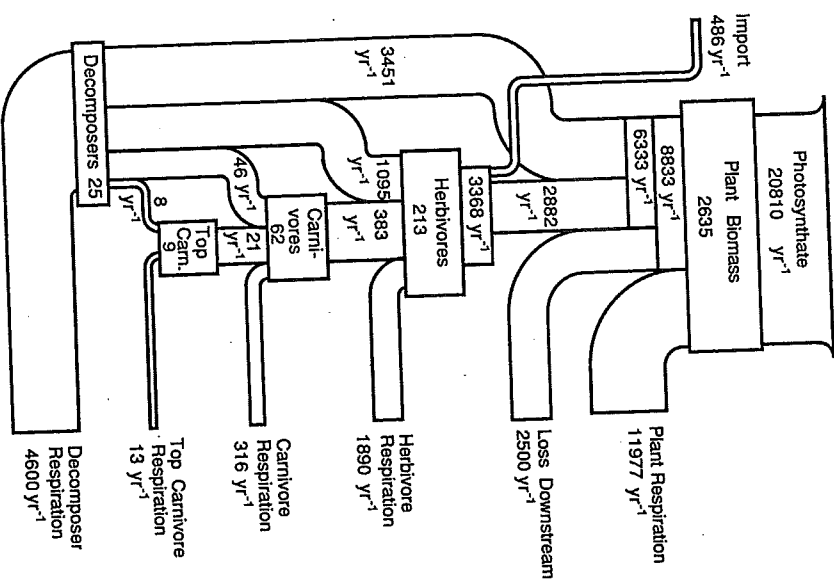 Photosynthate
20810 yr-1
Plant Biomass
2635
8833 yr-1
6333 yr-1
Plant Respiration
11977 yr-1
Import
486 yr-1
2882
yr-1
Loss Downstream
2500 yr-1
3368 yr-1
Herbivores
213
Herbivore
Respiration
1890 yr-1
3451
yr-1
1095
yr-1
383
yr-1
Carni-
vores
62
Carnivore
Respiration
316 yr-1
46 yr-1
21
yr-1
Top
Carn.
9
Top Carnivore
Respiration
13 yr-1
8
yr-1
Decomposers 25
Decomposer
Respiration
4600 yr-1